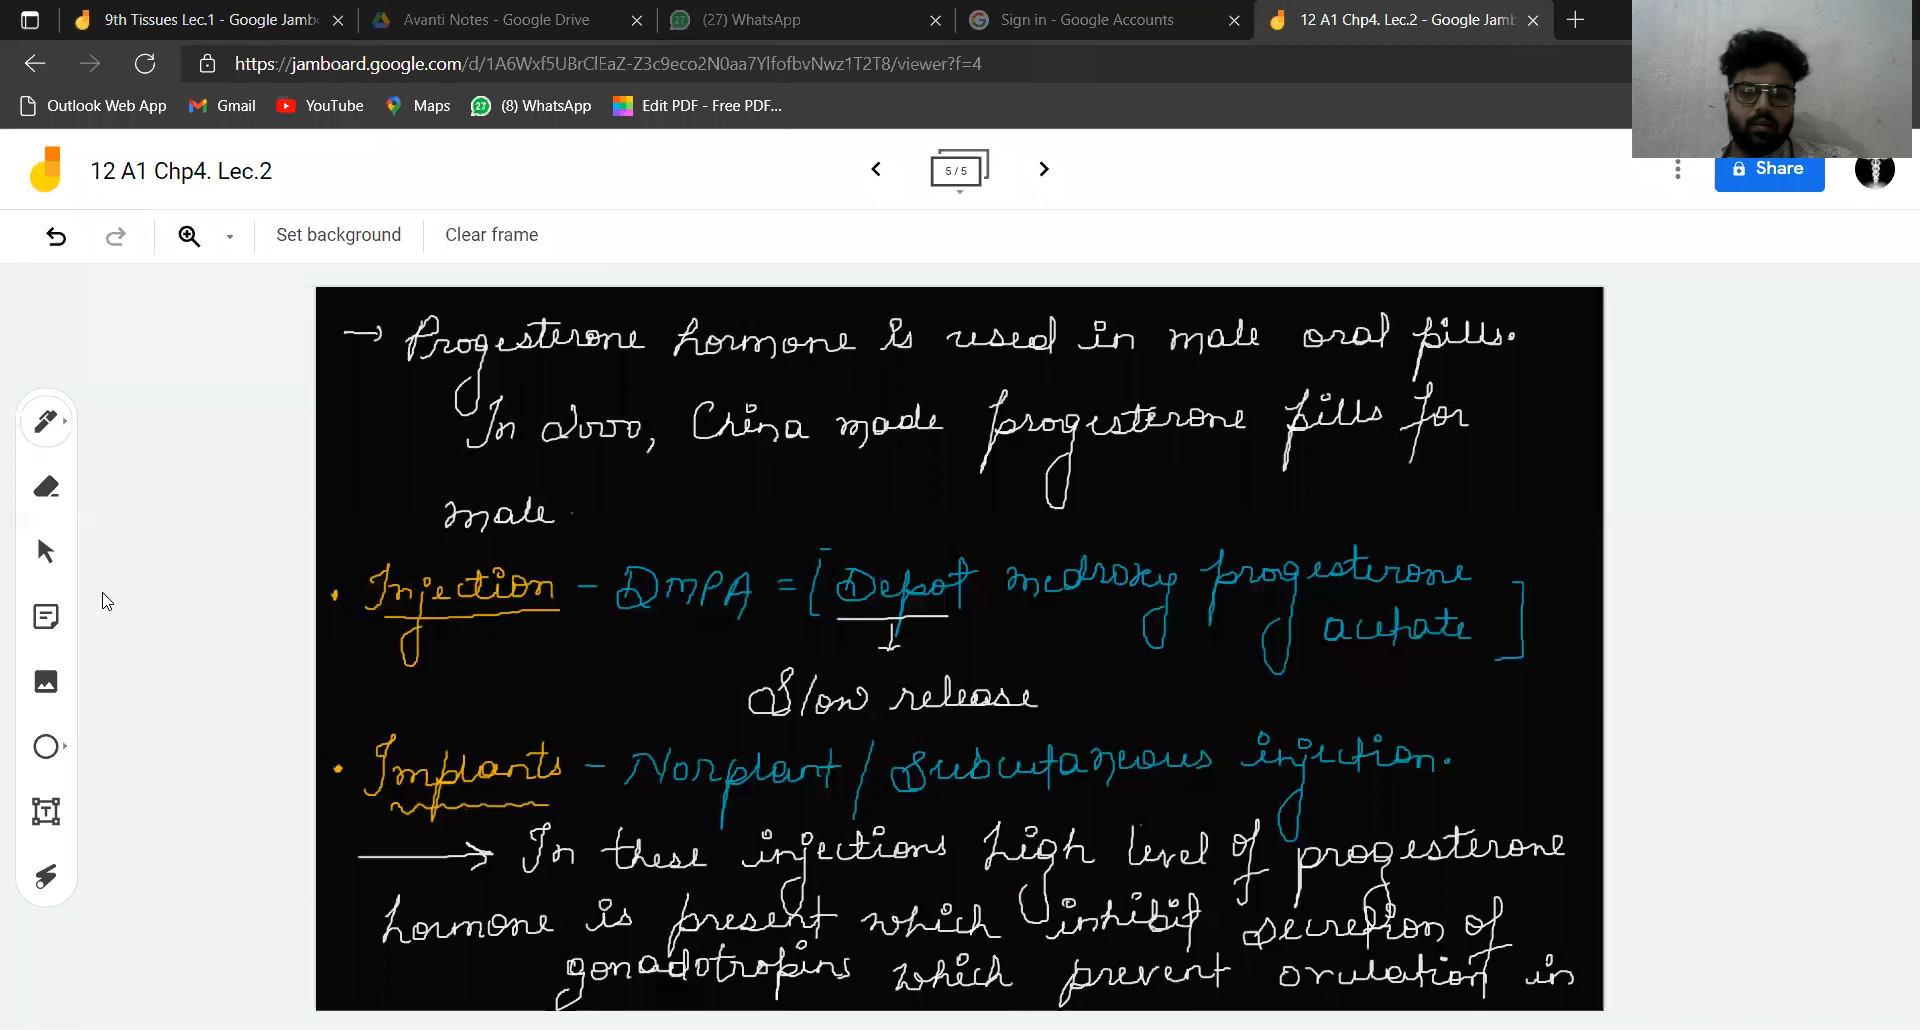 9th Tissues Lec.1 - Google Jamb
Avanti Notes - Google Drive
(27) WhatsApp
Sign in - Google Accounts
12 A1 Chp4. Lec.2 - Google Jamb
https://jamboard.google.com/d/1A6Wxf5UBrClEaZ-Z3c9eco2N0aa7YlfofbvNwz1T2T8/viewer?f=4
Outlook Web App
Gmail
YouTube
Maps
27
(8) WhatsApp
Edit PDF - Free PDF...
12 A1 Chp4. Lec.2
5 / 5
Share
Set background
Clear frame
→ Progesterone hormone is used in male oral pills.
In 2000, China made progesterone pills for
male
• Injection - DMPA = [Depot medroxy progesterone
acetate]
↓
Slow release
• Implants - Norplant / Subcutaneous injection.
→ In these injections high level of progesterone
hormone is present which inhibit secretion of
gonadotropins which prevent ovulation in